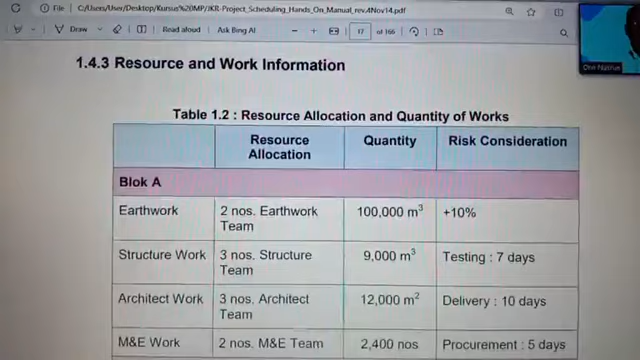 File C:/Users/User/Desktop/Kursus%20MP/JKR-Project_Scheduling_Hands_On_Manual_rev.4Nov14.pdf
Draw Read aloud Ask Bing AI 17 of 166
1.4.3 Resource and Work Information
Table 1.2 : Resource Allocation and Quantity of Works
Resource Allocation Quantity Risk Consideration
Blok A
Earthwork 2 nos. Earthwork Team 100,000 m³ +10%
Structure Work 3 nos. Structure Team 9,000 m³ Testing : 7 days
Architect Work 3 nos. Architect Team 12,000 m² Delivery : 10 days
M&E Work 2 nos. M&E Team 2,400 nos Procurement : 5 days